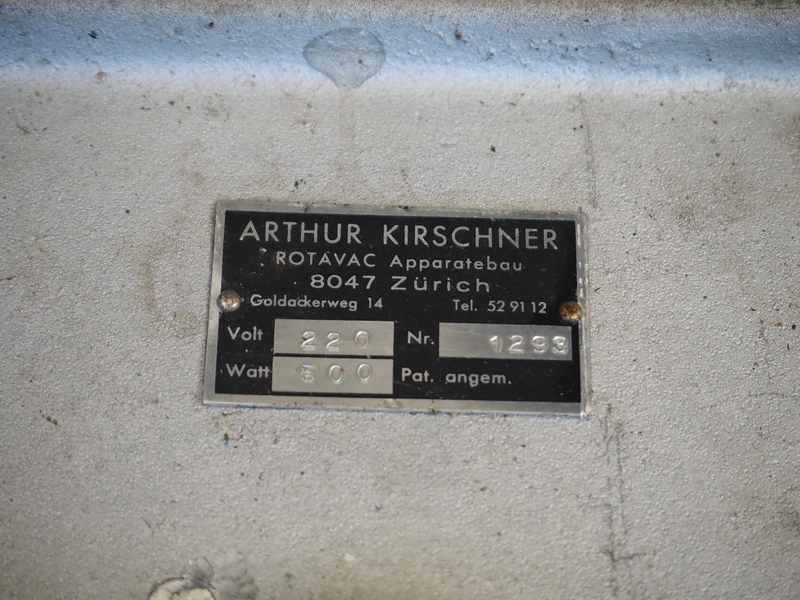 ARTHUR KIRSCHNER
ROTAVAC Apparatebau
8047 Zürich
Goldackerweg 14 Tel. 52 91 12
Volt 220 Nr. 1293
Watt 500 Pat. angem.